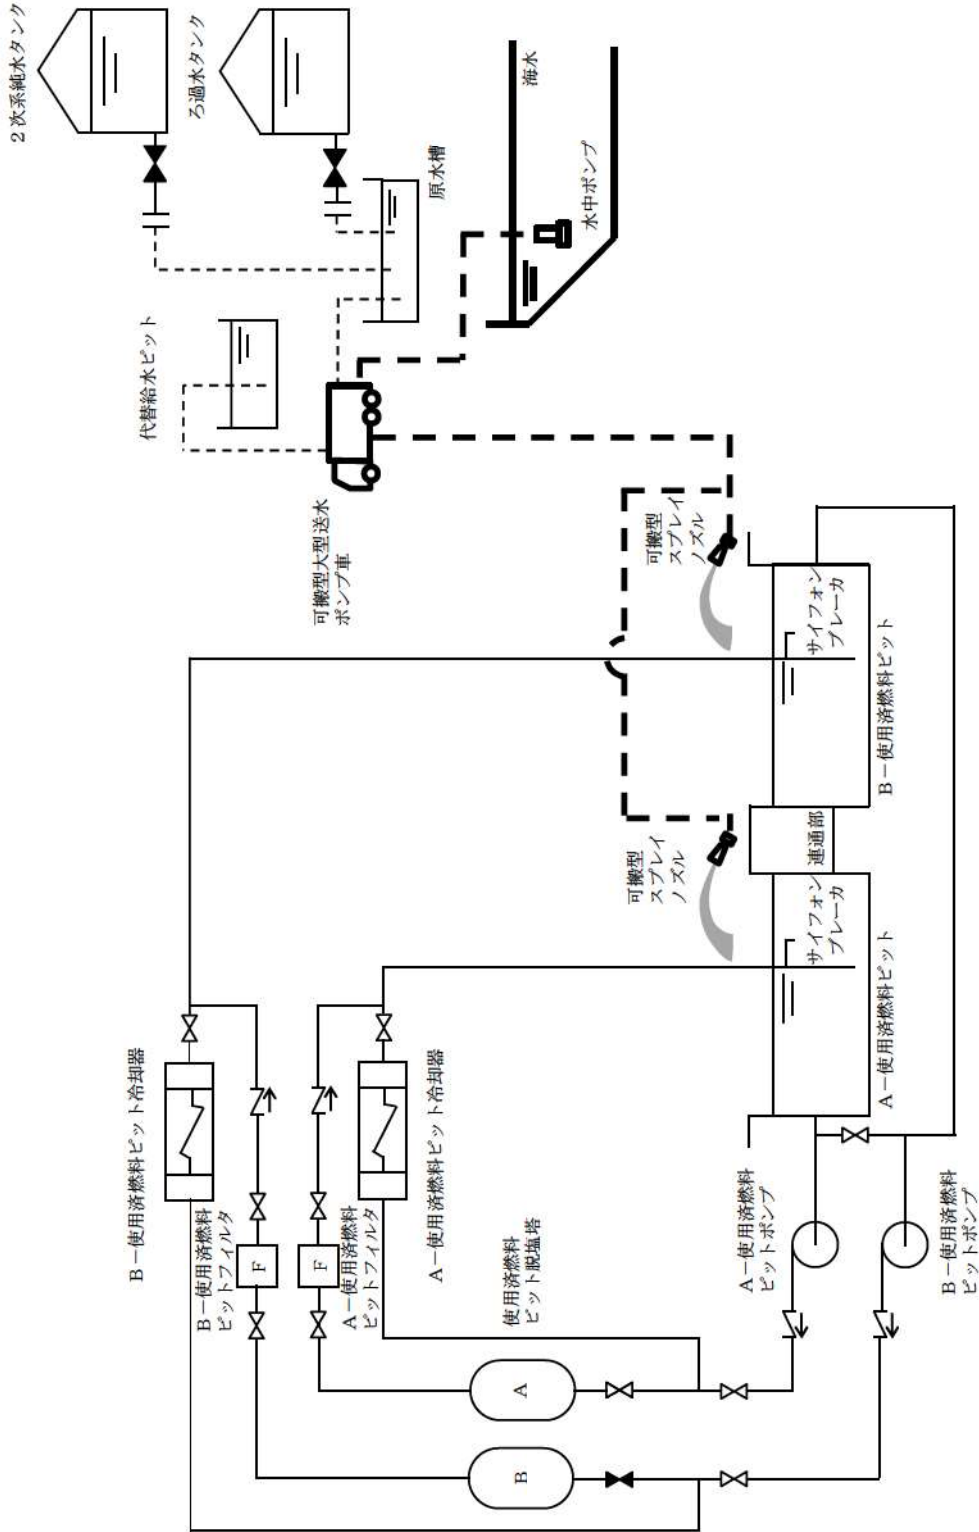 2次系純水タンク
ろ過水タンク
原水槽
代替給水ピット
海水
水中ポンプ
可搬型大型送水
ポンプ車
可搬型
スプレイ
ノズル
可搬型
スプレイ
ノズル
サイフォン
ブレーカ
B-使用済燃料ピット
連通部
サイフォン
ブレーカ
A-使用済燃料ピット
B-使用済燃料ピット冷却器
B-使用済燃料
ピットフィルタ
F
F
A-使用済燃料
ピットフィルタ
A-使用済燃料ピット冷却器
使用済燃料
ピット脱塩塔
A
B
A-使用済燃料
ピットポンプ
B-使用済燃料
ピットポンプ